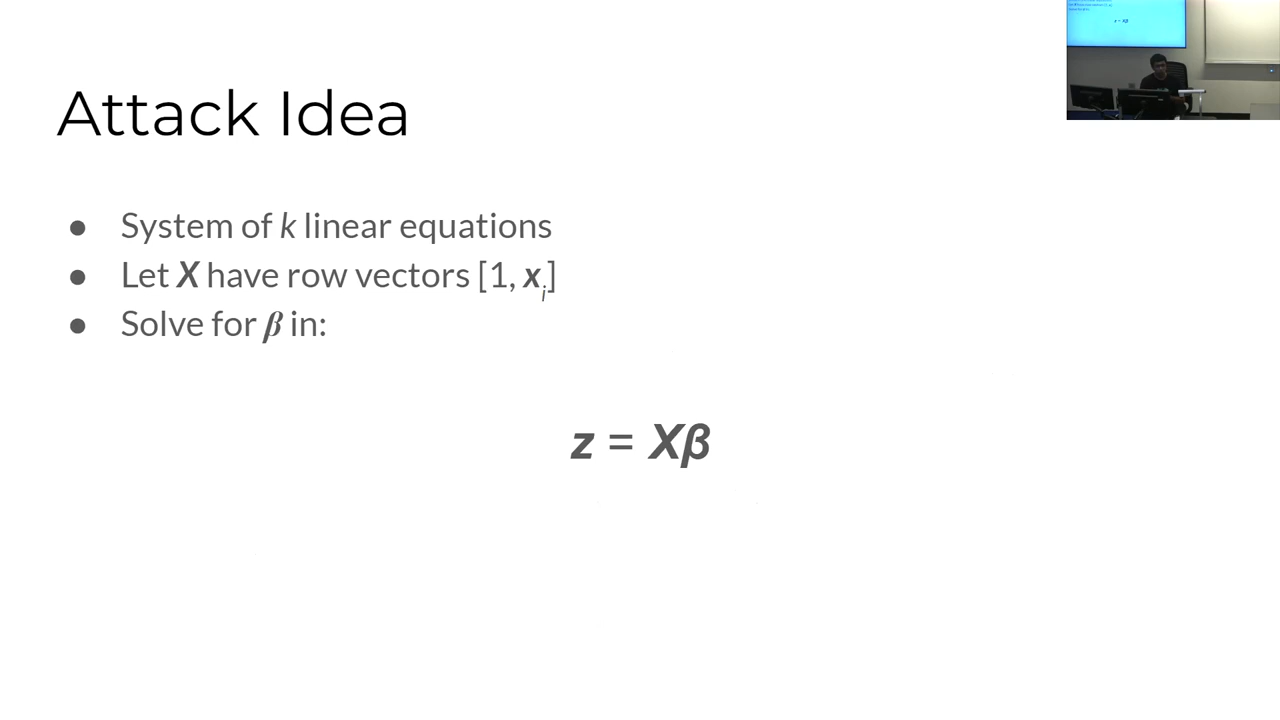 Attack Idea
● System of k linear equations
● Let X have row vectors [1, xᵢ]
● Solve for β in:
z = Xβ